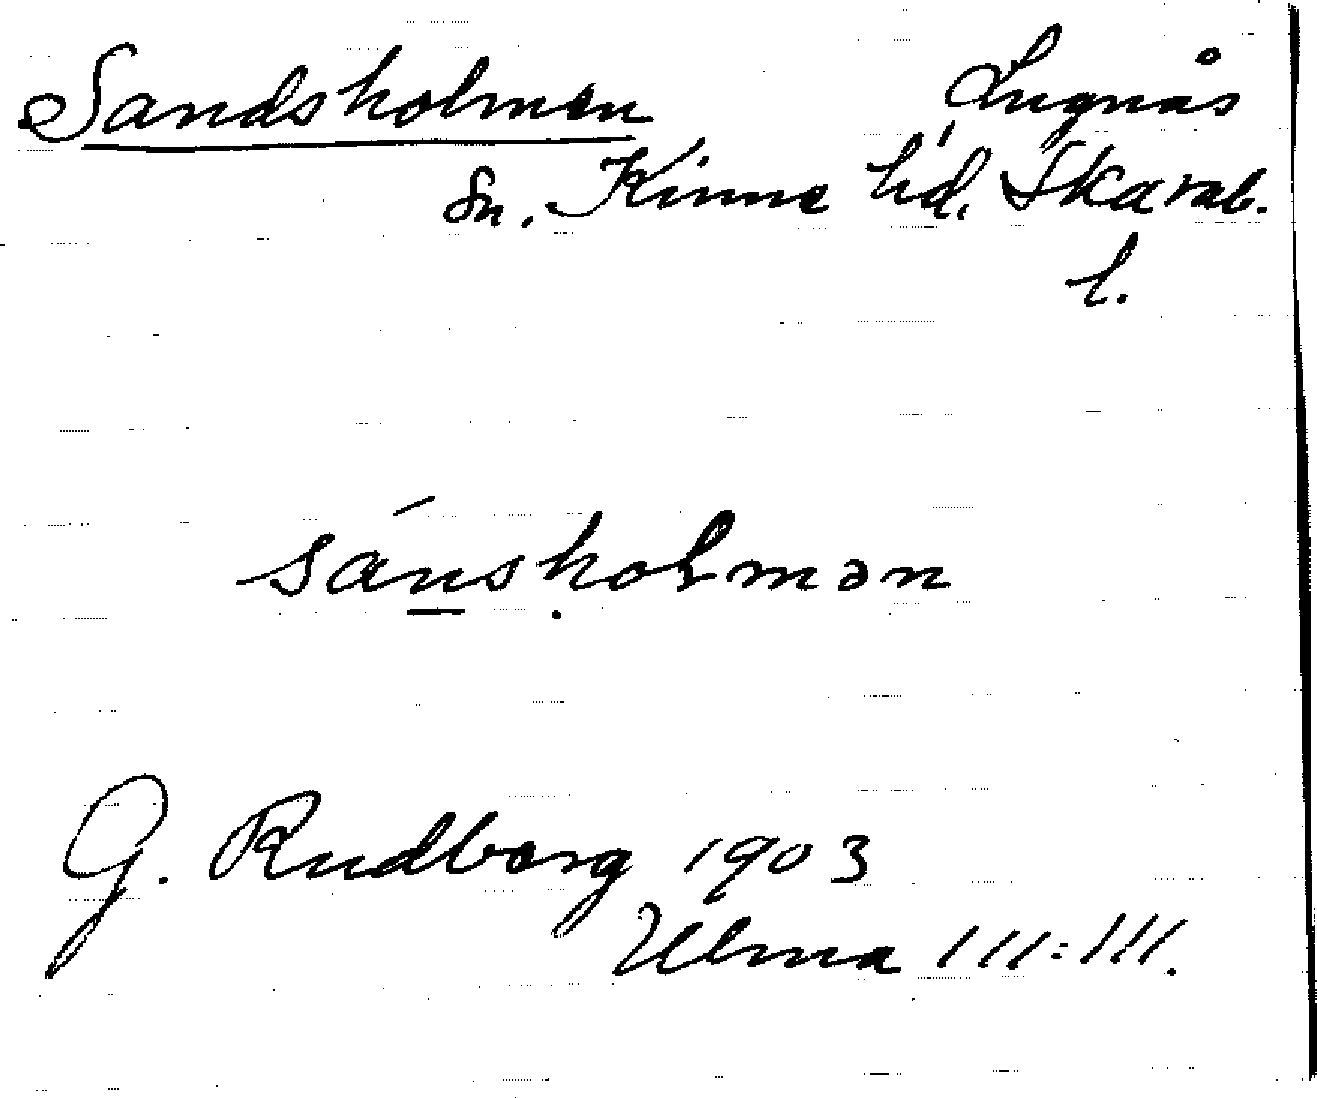 Sandsholmen Lugnås
sn. Kinne hd. Skarab.
l.
sánsholmən
G. Rudberg 1903
Ulma 111:111.